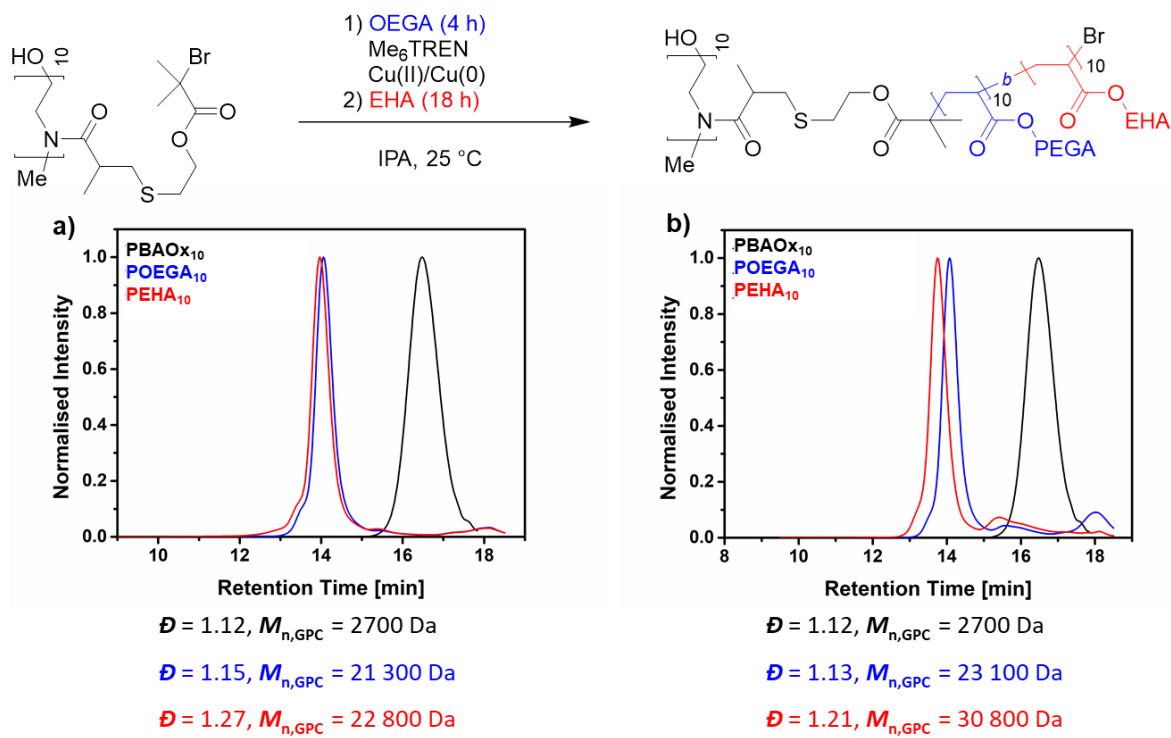 1) OEGA (4 h)
Me6TREN
Cu(II)/Cu(0)
2) EHA (18 h)
IPA, 25 °C
HO
10
Br
O
N
O
O
Me
S
HO
10
N
O
Me
S
O
O
10
b
O
O
PEGA
10
Br
O
O
EHA
a)
PBAOx10
POEGA10
PEHA10
Normalised Intensity
1.0
0.8
0.6
0.4
0.2
0.0
10 12 14 16 18
Retention Time [min]
Đ = 1.12, Mn,GPC = 2700 Da
Đ = 1.15, Mn,GPC = 21 300 Da
Đ = 1.27, Mn,GPC = 22 800 Da
b)
PBAOx10
POEGA10
PEHA10
Normalised Intensity
1.0
0.8
0.6
0.4
0.2
0.0
8 10 12 14 16 18
Retention Time [min]
Đ = 1.12, Mn,GPC = 2700 Da
Đ = 1.13, Mn,GPC = 23 100 Da
Đ = 1.21, Mn,GPC = 30 800 Da